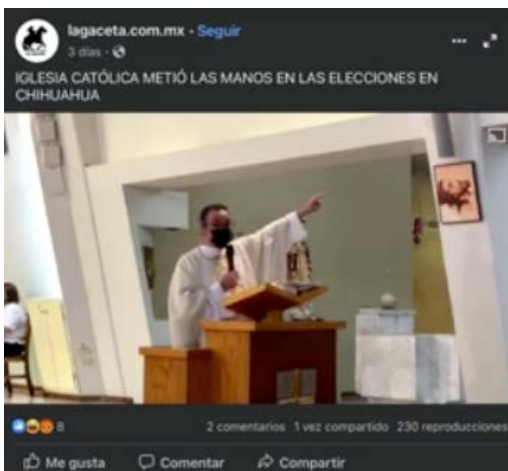 lagaceta.com.mx · Seguir
3 días ·
IGLESIA CATÓLICA METIÓ LAS MANOS EN LAS ELECCIONES EN
CHIHUAHUA
8
2 comentarios 1 vez compartido 230 reproducciones
Me gusta Comentar Compartir